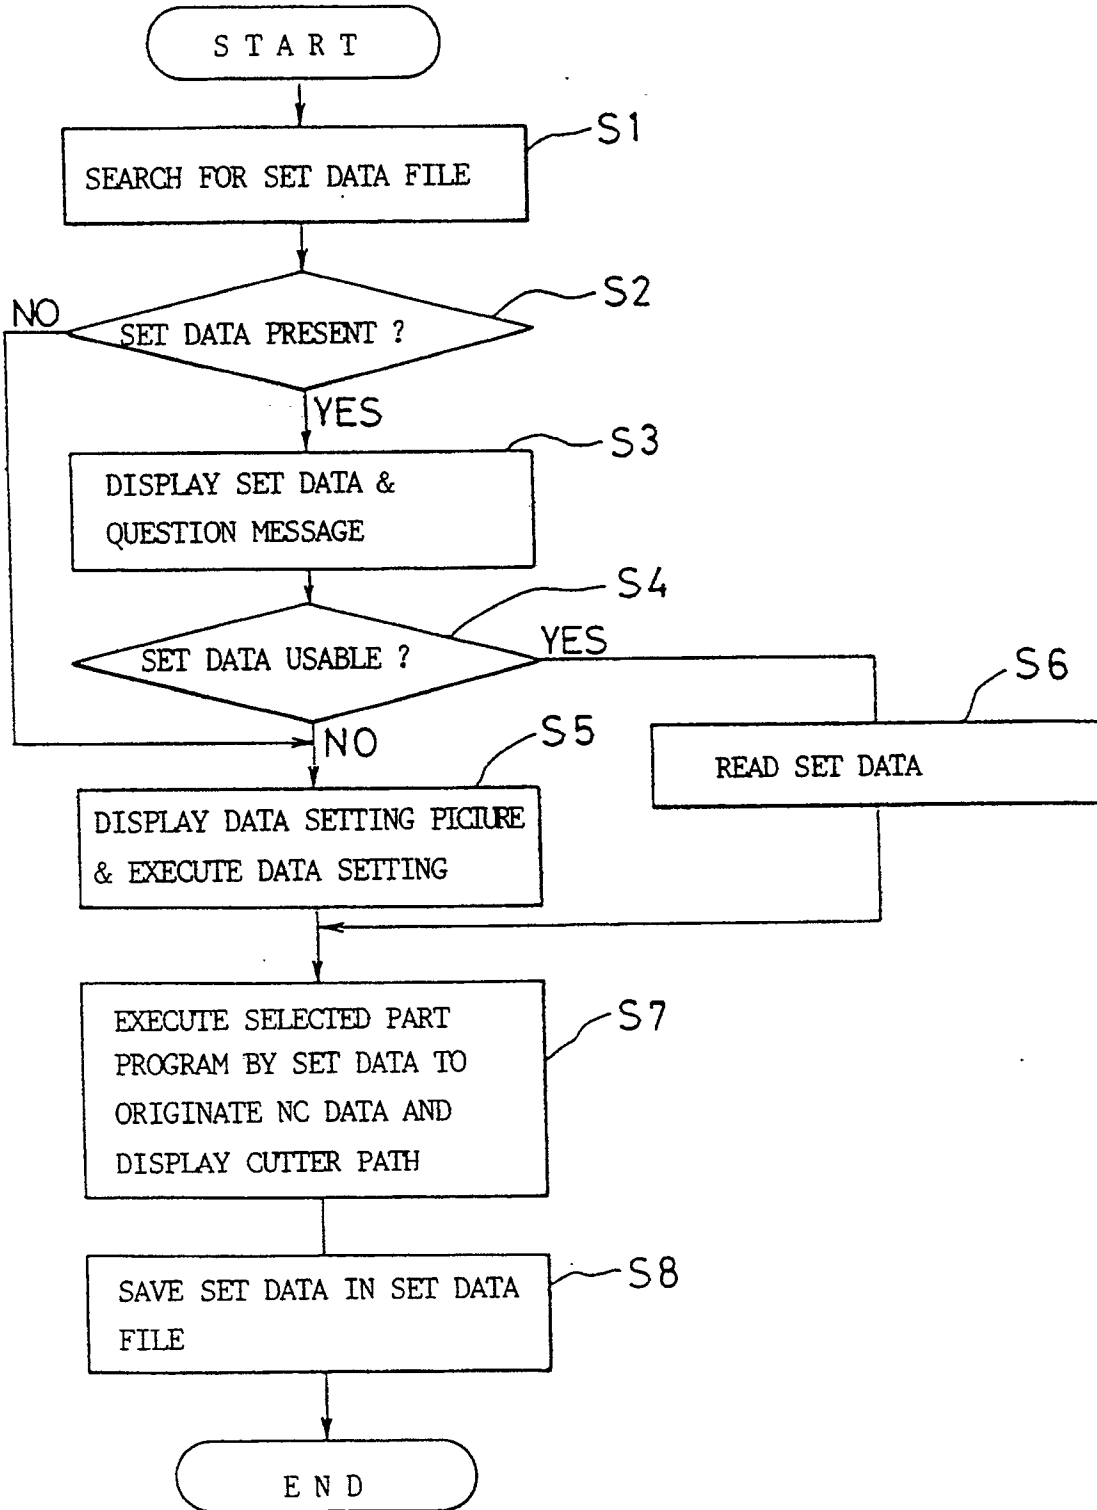 START
S1
SEARCH FOR SET DATA FILE
S2
NO
SET DATA PRESENT ?
YES
S3
DISPLAY SET DATA &
QUESTION MESSAGE
S4
YES
SET DATA USABLE ?
S6
NO
S5
READ SET DATA
DISPLAY DATA SETTING PICTURE
& EXECUTE DATA SETTING
S7
EXECUTE SELECTED PART
PROGRAM BY SET DATA TO
ORIGINATE NC DATA AND
DISPLAY CUTTER PATH
S8
SAVE SET DATA IN SET DATA
FILE
END